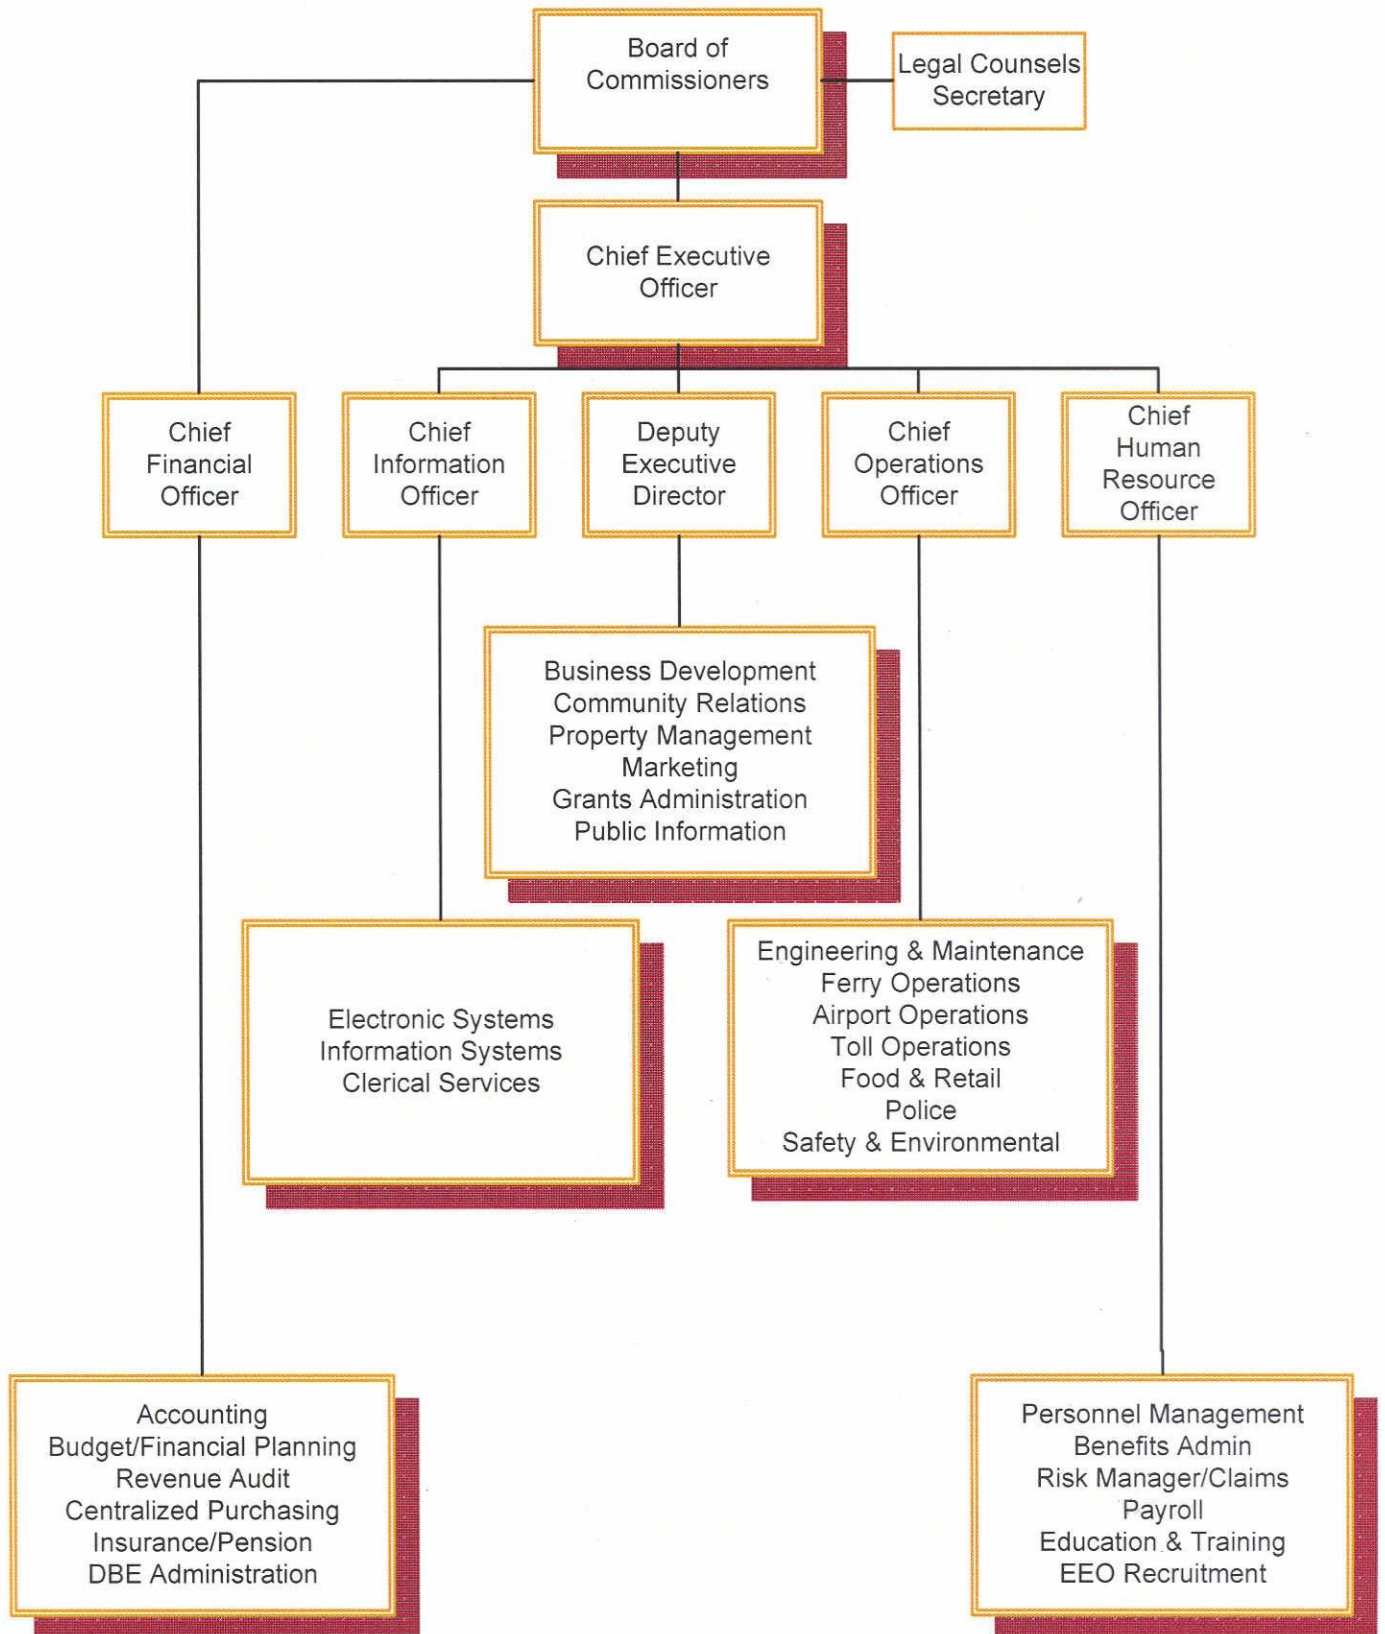 Board of
Commissioners
Legal Counsels
Secretary
Chief Executive
Officer
Chief
Financial
Officer
Chief
Information
Officer
Deputy
Executive
Director
Chief
Operations
Officer
Chief
Human
Resource
Officer
Business Development
Community Relations
Property Management
Marketing
Grants Administration
Public Information
Electronic Systems
Information Systems
Clerical Services
Engineering & Maintenance
Ferry Operations
Airport Operations
Toll Operations
Food & Retail
Police
Safety & Environmental
Accounting
Budget/Financial Planning
Revenue Audit
Centralized Purchasing
Insurance/Pension
DBE Administration
Personnel Management
Benefits Admin
Risk Manager/Claims
Payroll
Education & Training
EEO Recruitment